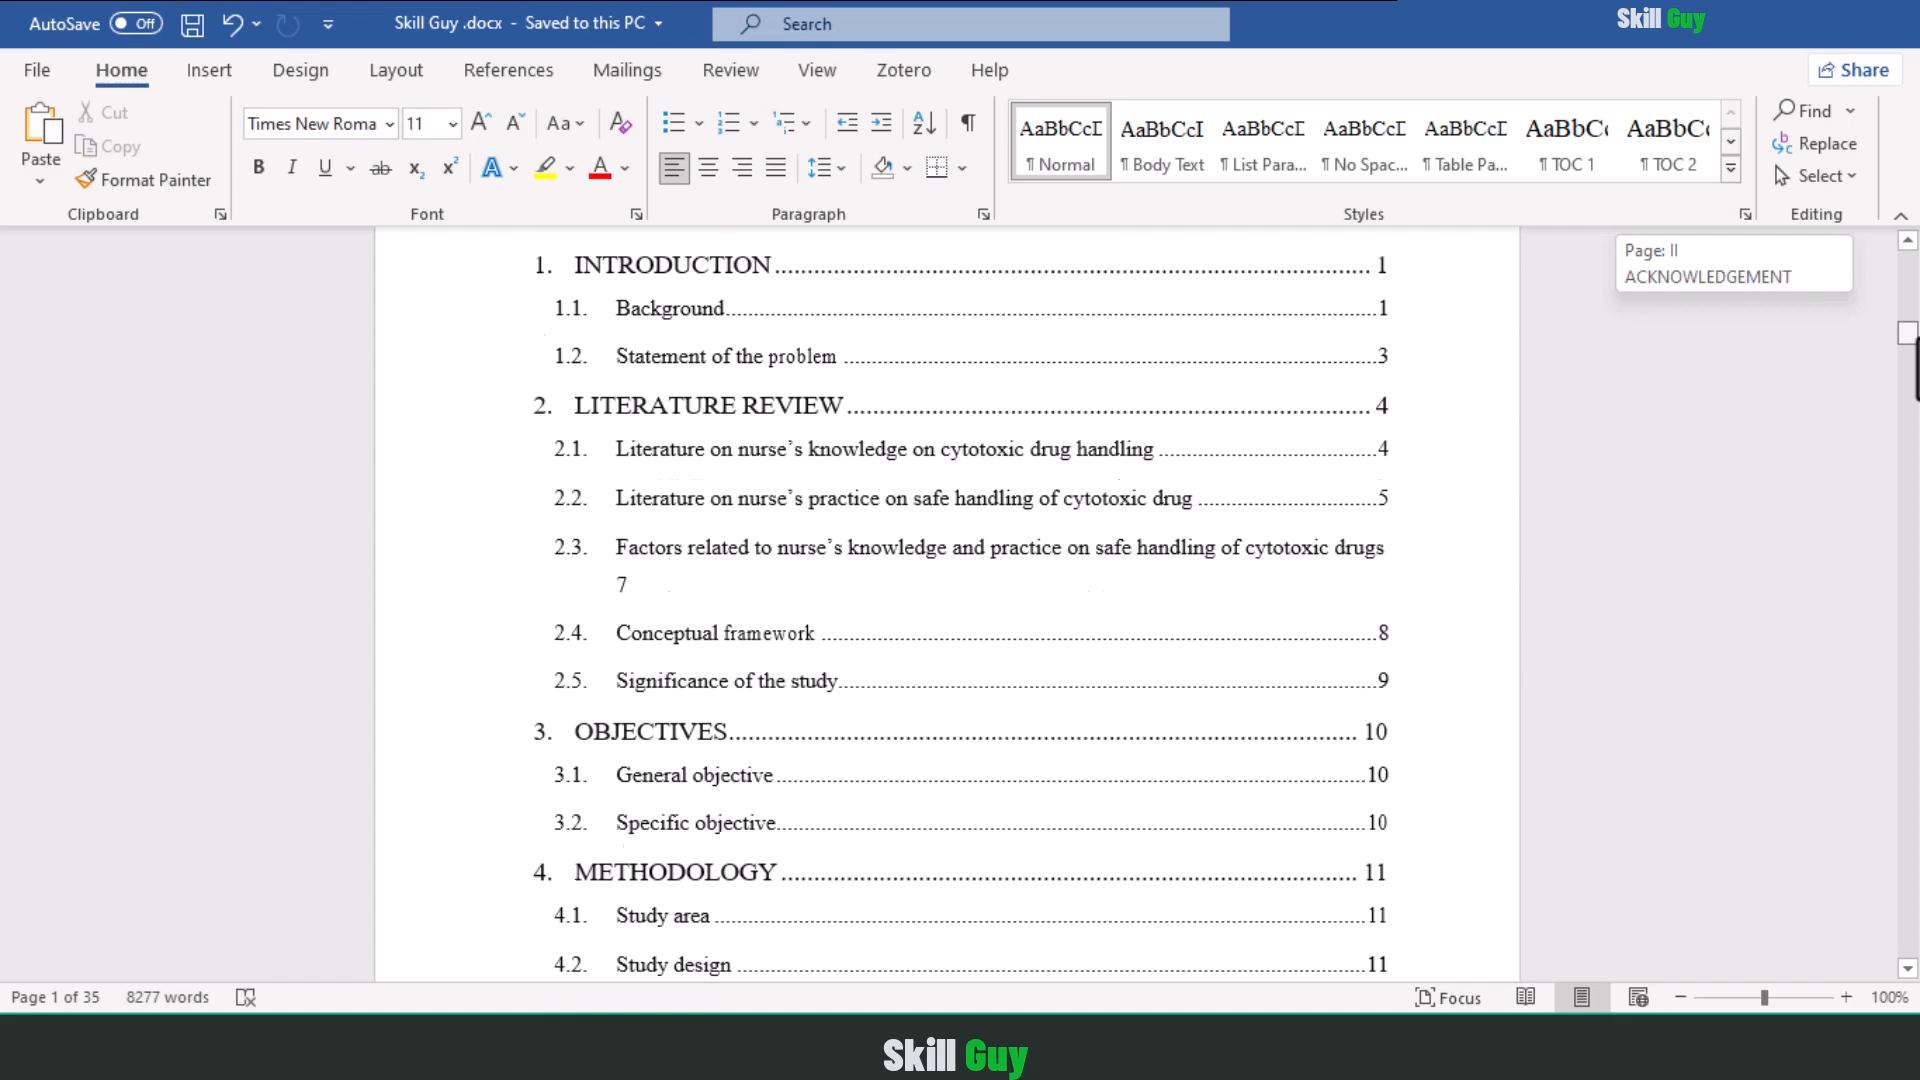 AutoSave Off Skill Guy .docx - Saved to this PC Search Skill Guy
File Home Insert Design Layout References Mailings Review View Zotero Help Share
Paste Cut Copy Format Painter
Times New Roma 11
AaBbCcD AaBbCcI AaBbCcD AaBbCcD AaBbCcD AaBbC AaBbC
¶ Normal ¶ Body Text ¶ List Para... ¶ No Spac... ¶ Table Pa... ¶ TOC 1 ¶ TOC 2
Find
Replace
Select
Clipboard Font Paragraph Styles Editing
Page: II
ACKNOWLEDGEMENT
1. INTRODUCTION 1
1.1. Background 1
1.2. Statement of the problem 3
2. LITERATURE REVIEW 4
2.1. Literature on nurse's knowledge on cytotoxic drug handling 4
2.2. Literature on nurse's practice on safe handling of cytotoxic drug 5
2.3. Factors related to nurse's knowledge and practice on safe handling of cytotoxic drugs
7
2.4. Conceptual framework 8
2.5. Significance of the study 9
3. OBJECTIVES 10
3.1. General objective 10
3.2. Specific objective 10
4. METHODOLOGY 11
4.1. Study area 11
4.2. Study design 11
Page 1 of 35 8277 words Focus 100%
Skill Guy